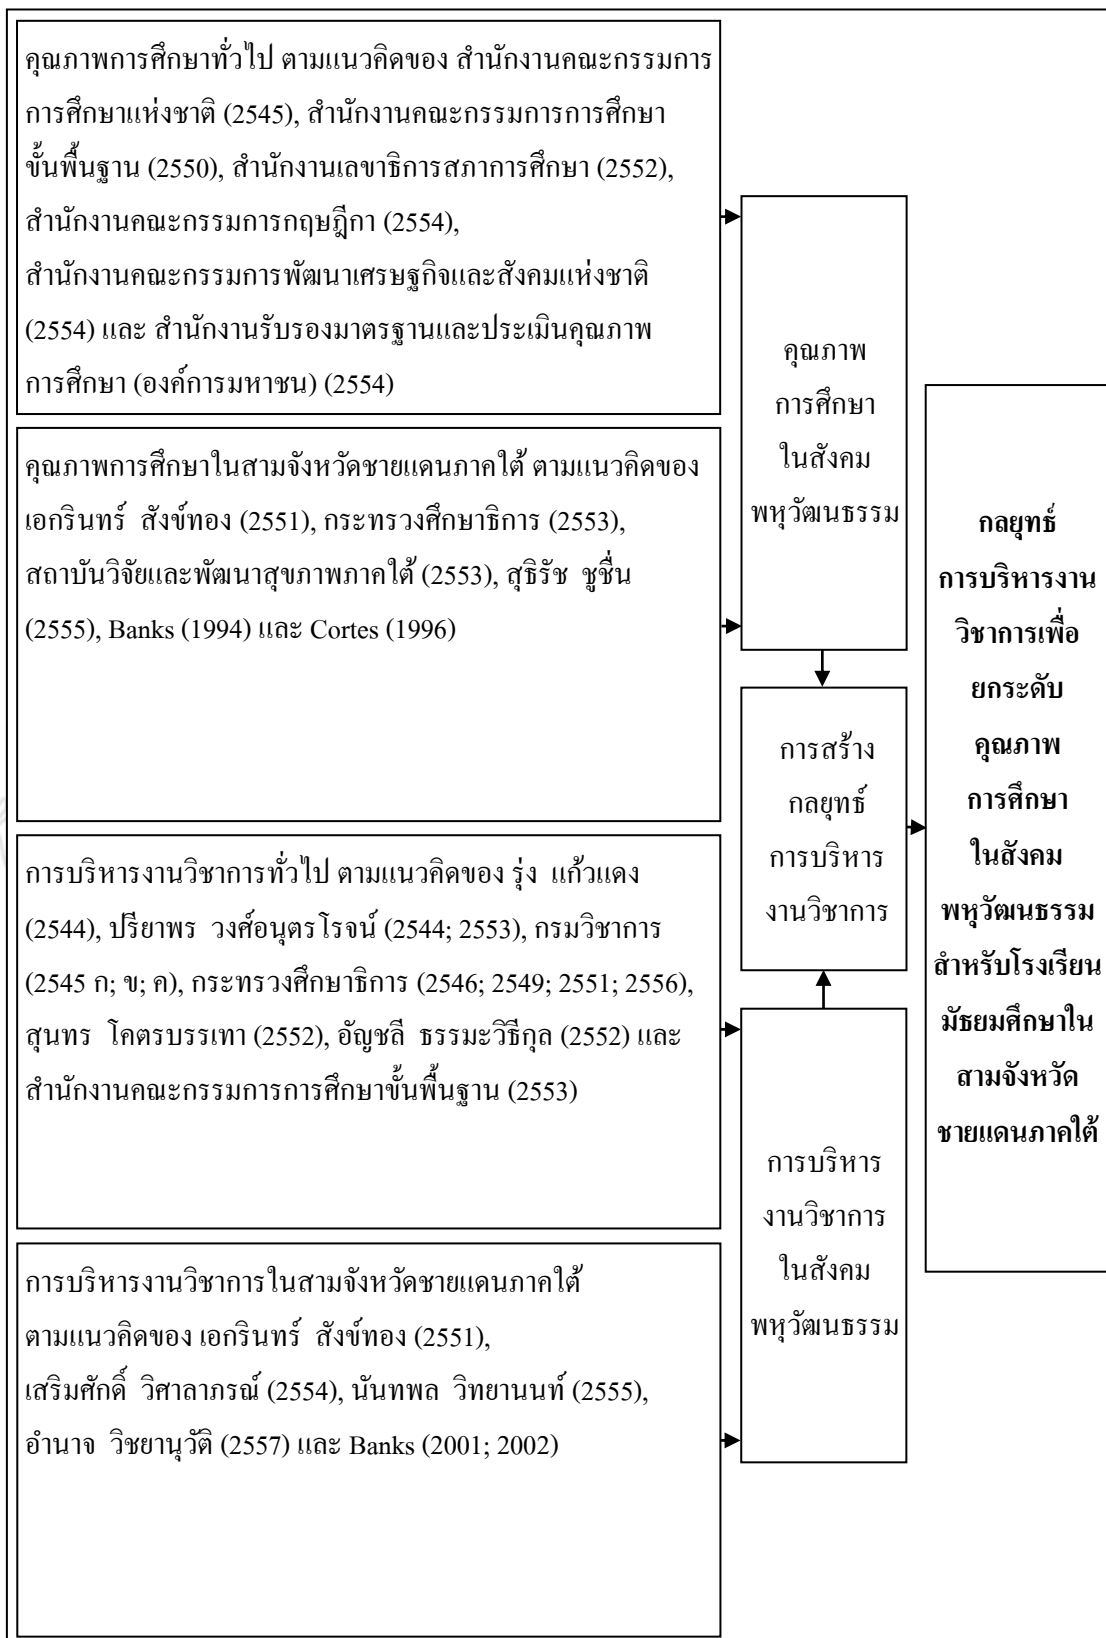 คุณภาพการศึกษาทั่วไป ตามแนวคิดของ สำนักงานคณะกรรมการ
การศึกษาแห่งชาติ (2545), สำนักงานคณะกรรมการการศึกษา
ขั้นพื้นฐาน (2550), สำนักงานเลขาธิการสภาการศึกษา (2552),
สำนักงานคณะกรรมการกฤษฎีกา (2554),
สำนักงานคณะกรรมการพัฒนาเศรษฐกิจและสังคมแห่งชาติ
(2554) และ สำนักงานรับรองมาตรฐานและประเมินคุณภาพ
การศึกษา (องค์การมหาชน) (2554)
คุณภาพการศึกษาในสามจังหวัดชายแดนภาคใต้ ตามแนวคิดของ
เอกรินทร์ สังข์ทอง (2551), กระทรวงศึกษาธิการ (2553),
สถาบันวิจัยและพัฒนาสุขภาพภาคใต้ (2553), สุธิรัช ชูชื่น
(2555), Banks (1994) และ Cortes (1996)
การบริหารงานวิชาการทั่วไป ตามแนวคิดของ รุ่ง แก้วแดง
(2544), ปรียาพร วงศ์อนุตรโรจน์ (2544; 2553), กรมวิชาการ
(2545 ก; ข; ค), กระทรวงศึกษาธิการ (2546; 2549; 2551; 2556),
สุนทร โคตรบรรเทา (2552), อัญชลี ธรรมะวิธีกุล (2552) และ
สำนักงานคณะกรรมการการศึกษาขั้นพื้นฐาน (2553)
การบริหารงานวิชาการในสามจังหวัดชายแดนภาคใต้
ตามแนวคิดของ เอกรินทร์ สังข์ทอง (2551),
เสริมศักดิ์ วิศาลาภรณ์ (2554), นันทพล วิทยานนท์ (2555),
อำนาจ วิชยานุวัติ (2557) และ Banks (2001; 2002)
คุณภาพ
การศึกษา
ในสังคม
พหุวัฒนธรรม
การสร้าง
กลยุทธ์
การบริหาร
งานวิชาการ
การบริหาร
งานวิชาการ
ในสังคม
พหุวัฒนธรรม
กลยุทธ์
การบริหารงาน
วิชาการเพื่อ
ยกระดับ
คุณภาพ
การศึกษา
ในสังคม
พหุวัฒนธรรม
สำหรับโรงเรียน
มัธยมศึกษาใน
สามจังหวัด
ชายแดนภาคใต้